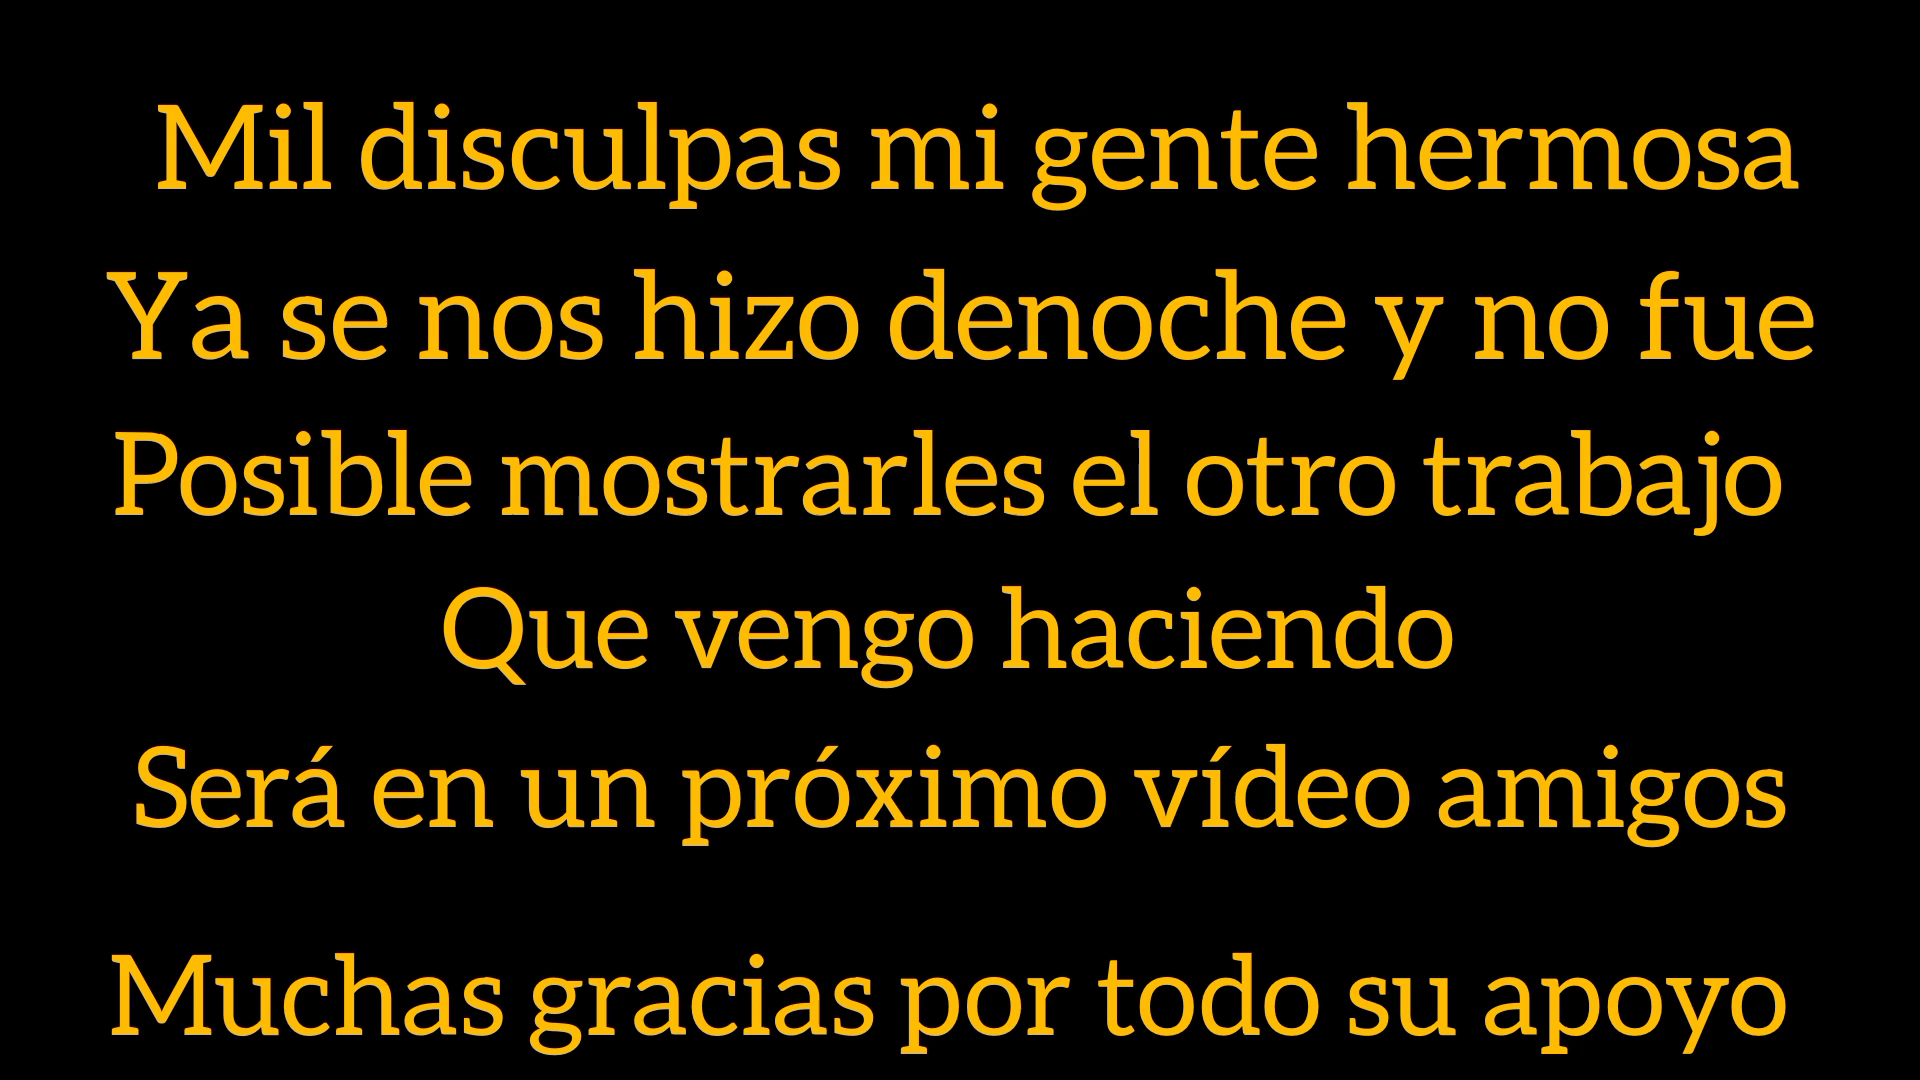 Mil disculpas mi gente hermosa
Ya se nos hizo denoche y no fue
Posible mostrarles el otro trabajo
Que vengo haciendo
Será en un próximo vídeo amigos
Muchas gracias por todo su apoyo